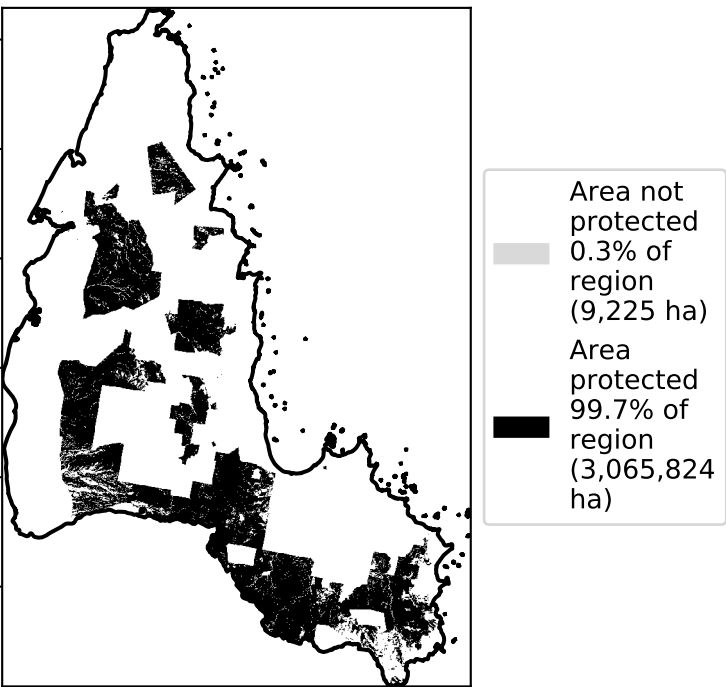 Area not
protected
0.3% of
region
(9,225 ha)
Area
protected
99.7% of
region
(3,065,824
ha)